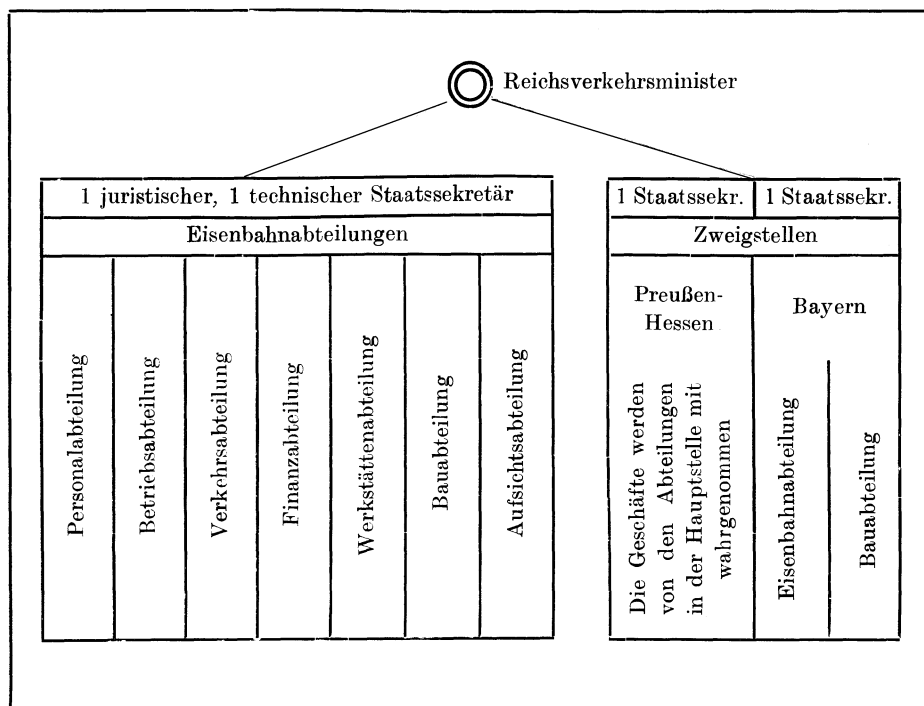 Reichsverkehrsminister
1 juristischer, 1 technischer Staatssekretär
Eisenbahnabteilungen
Personalabteilung
Betriebsabteilung
Verkehrsabteilung
Finanzabteilung
Werkstättenabteilung
Bauabteilung
Aufsichtsabteilung
1 Staatssekr.
1 Staatssekr.
Zweigstellen
Preußen-
Hessen
Die Geschäfte werden
von den Abteilungen
in der Hauptstelle mit
wahrgenommen
Bayern
Eisenbahnabteilung
Bauabteilung